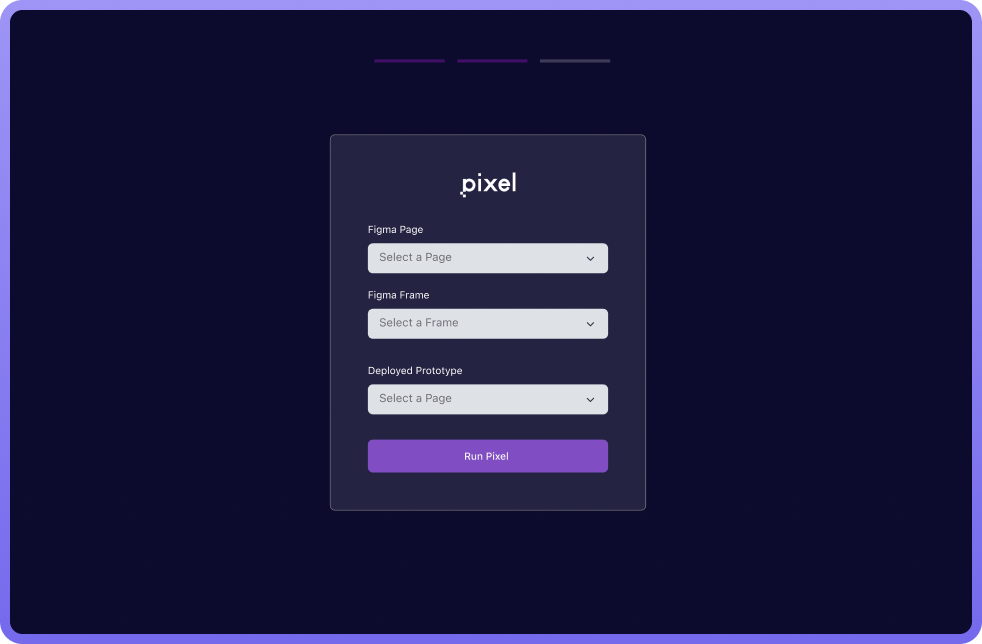 pixel
Figma Page
Select a Page
Figma Frame
Select a Frame
Deployed Prototype
Select a Page
Run Pixel